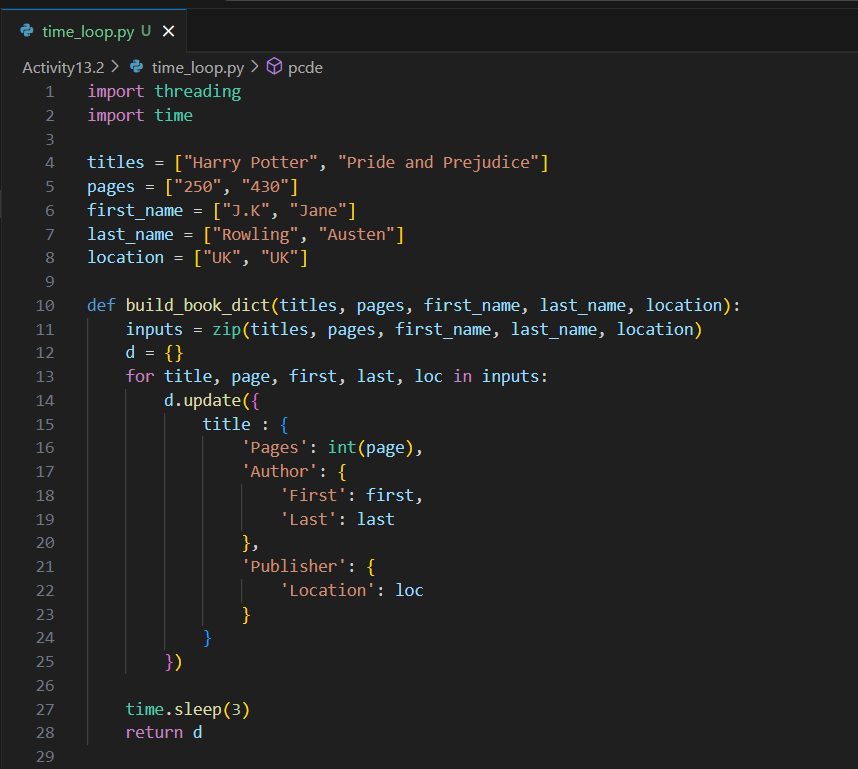 time_loop.py U ×
Activity13.2 > time_loop.py > pcde
1 import threading
2 import time
3
4 titles = ["Harry Potter", "Pride and Prejudice"]
5 pages = ["250", "430"]
6 first_name = ["J.K", "Jane"]
7 last_name = ["Rowling", "Austen"]
8 location = ["UK", "UK"]
9
10 def build_book_dict(titles, pages, first_name, last_name, location):
11     inputs = zip(titles, pages, first_name, last_name, location)
12     d = {}
13     for title, page, first, last, loc in inputs:
14         d.update({
15             title : {
16                 'Pages': int(page),
17                 'Author': {
18                     'First': first,
19                     'Last': last
20                 },
21                 'Publisher': {
22                     'Location': loc
23                 }
24             }
25         })
26
27     time.sleep(3)
28     return d
29